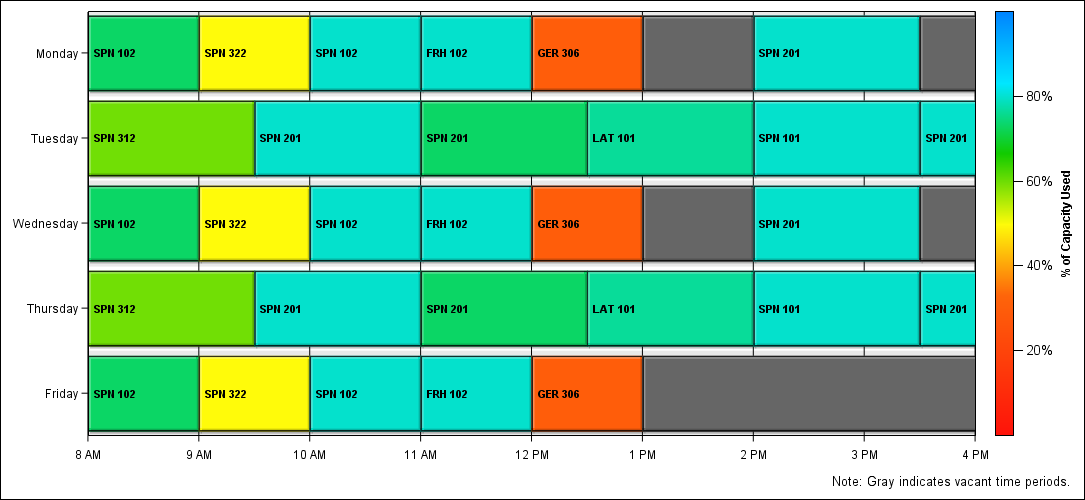 Monday SPN 102 SPN 322 SPN 102 FRH 102 GER 306 SPN 201
80%
Tuesday SPN 312 SPN 201 SPN 201 LAT 101 SPN 101 SPN 201
60%
Wednesday SPN 102 SPN 322 SPN 102 FRH 102 GER 306 SPN 201
% of Capacity Used
40%
Thursday SPN 312 SPN 201 SPN 201 LAT 101 SPN 101 SPN 201
20%
Friday SPN 102 SPN 322 SPN 102 FRH 102 GER 306
8 AM 9 AM 10 AM 11 AM 12 PM 1 PM 2 PM 3 PM 4 PM
Note: Gray indicates vacant time periods.